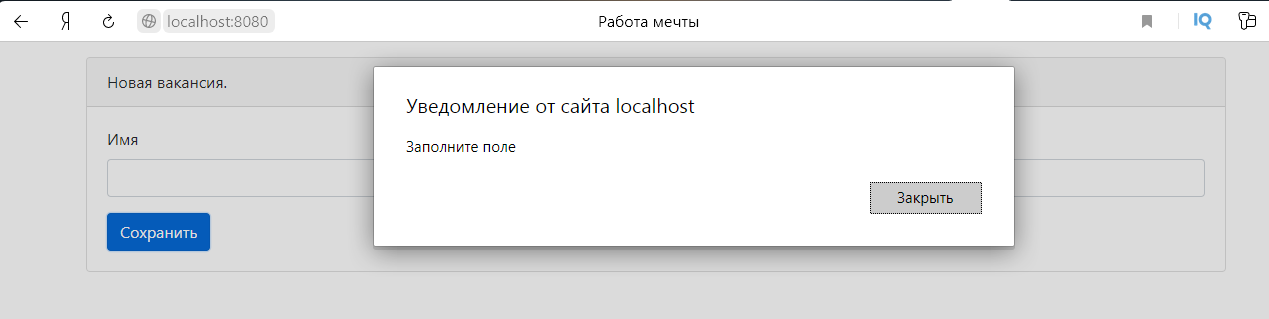 Я localhost:8080 Работа мечты IQ
Новая вакансия.
Уведомление от сайта localhost
Имя
Заполните поле
Закрыть
Сохранить